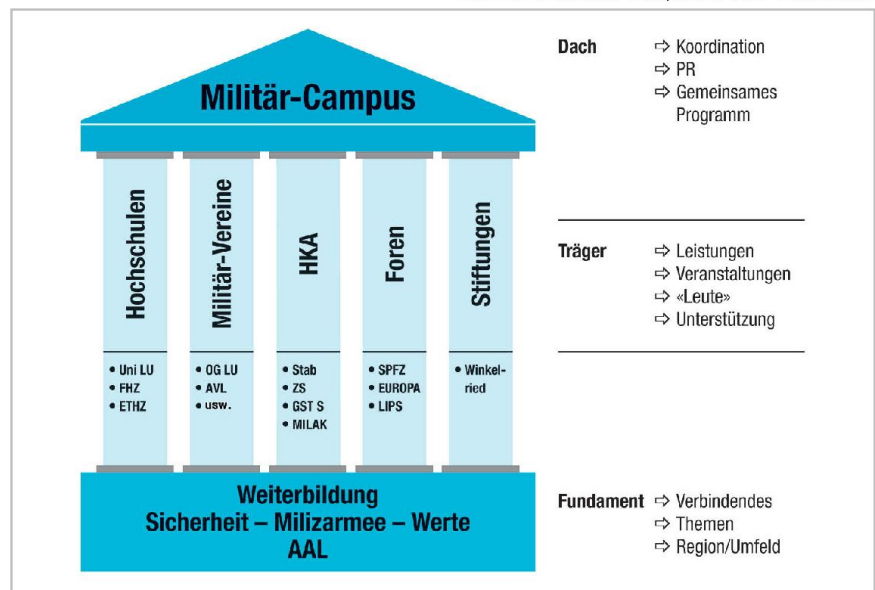 Militär-Campus
Hochschulen
Militär-Vereine
HKA
Foren
Stiftungen
• Uni LU
• FHZ
• ETHZ
• OG LU
• AVL
• usw.
• Stab
• ZS
• GST S
• MILAK
• SPFZ
• EUROPA
• LIPS
• Winkel-
ried
Weiterbildung
Sicherheit – Milizarmee – Werte
AAL
Dach ⇨ Koordination
⇨ PR
⇨ Gemeinsames
Programm
Träger ⇨ Leistungen
⇨ Veranstaltungen
⇨ «Leute»
⇨ Unterstützung
Fundament ⇨ Verbindendes
⇨ Themen
⇨ Region/Umfeld